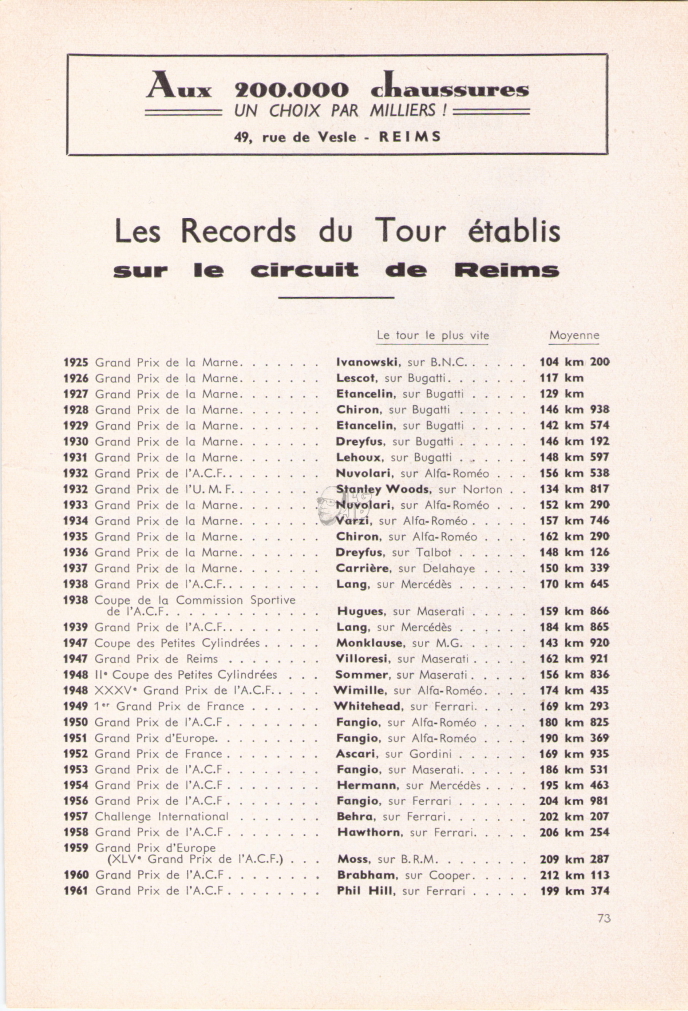 Aux 200.000 chaussures
UN CHOIX PAR MILLIERS !
49, rue de Vesle - REIMS
Les Records du Tour établis
sur le circuit de Reims
Le tour le plus vite Moyenne
1925 Grand Prix de la Marne. . . . . . . Ivanowski, sur B.N.C. . . . . . 104 km 200
1926 Grand Prix de la Marne. . . . . . . Lescot, sur Bugatti. . . . . . . 117 km
1927 Grand Prix de la Marne. . . . . . . Etancelin, sur Bugatti . . . . . 129 km
1928 Grand Prix de la Marne. . . . . . . Chiron, sur Bugatti . . . . . . 146 km 938
1929 Grand Prix de la Marne. . . . . . . Etancelin, sur Bugatti . . . . . 142 km 574
1930 Grand Prix de la Marne. . . . . . . Dreyfus, sur Bugatti . . . . . . 146 km 192
1931 Grand Prix de la Marne. . . . . . . Lehoux, sur Bugatti . . . . . . 148 km 597
1932 Grand Prix de l'A.C.F.. . . . . . . . Nuvolari, sur Alfa-Roméo . . . 156 km 538
1932 Grand Prix de l'U. M. F. . . . . . . Stanley Woods, sur Norton . . 134 km 817
1933 Grand Prix de la Marne. . . . . . . Nuvolari, sur Alfa-Roméo . . . 152 km 290
1934 Grand Prix de la Marne. . . . . . . Varzi, sur Alfa-Roméo . . . . . 157 km 746
1935 Grand Prix de la Marne. . . . . . . Chiron, sur Alfa-Roméo . . . . 162 km 290
1936 Grand Prix de la Marne. . . . . . . Dreyfus, sur Talbot . . . . . . 148 km 126
1937 Grand Prix de la Marne. . . . . . . Carrière, sur Delahaye . . . . 150 km 339
1938 Grand Prix de l'A.C.F.. . . . . . . . Lang, sur Mercédès . . . . . . 170 km 645
1938 Coupe de la Commission Sportive
de l'A.C.F. . . . . . . . . . . . . Hugues, sur Maserati . . . . . 159 km 866
1939 Grand Prix de l'A.C.F.. . . . . . . . Lang, sur Mercédès . . . . . . 184 km 865
1947 Coupe des Petites Cylindrées . . . . . Monklause, sur M.G. . . . . . 143 km 920
1947 Grand Prix de Reims . . . . . . . . Villoresi, sur Maserati . . . . . 162 km 921
1948 IIe Coupe des Petites Cylindrées . . . Sommer, sur Maserati. . . . . 156 km 836
1948 XXXVe Grand Prix de l'A.C.F. . . . . Wimille, sur Alfa-Roméo. . . . 174 km 435
1949 1er Grand Prix de France . . . . . . Whitehead, sur Ferrari. . . . . 169 km 293
1950 Grand Prix de l'A.C.F . . . . . . . . Fangio, sur Alfa-Roméo . . . . 180 km 825
1951 Grand Prix d'Europe. . . . . . . . . Fangio, sur Alfa-Roméo . . . . 190 km 369
1952 Grand Prix de France . . . . . . . . Ascari, sur Gordini . . . . . . 169 km 935
1953 Grand Prix de l'A.C.F . . . . . . . . Fangio, sur Maserati. . . . . . 186 km 531
1954 Grand Prix de l'A.C.F . . . . . . . . Hermann, sur Mercédès . . . . 195 km 463
1956 Grand Prix de l'A.C.F . . . . . . . . Fangio, sur Ferrari . . . . . . 204 km 981
1957 Challenge International . . . . . . . Behra, sur Ferrari. . . . . . . 202 km 207
1958 Grand Prix de l'A.C.F . . . . . . . . Hawthorn, sur Ferrari. . . . . 206 km 254
1959 Grand Prix d'Europe
(XLVe Grand Prix de l'A.C.F.) . . . Moss, sur B.R.M. . . . . . . . 209 km 287
1960 Grand Prix de l'A.C.F . . . . . . . . Brabham, sur Cooper. . . . . 212 km 113
1961 Grand Prix de l'A.C.F . . . . . . . . Phil Hill, sur Ferrari . . . . . 199 km 374
73